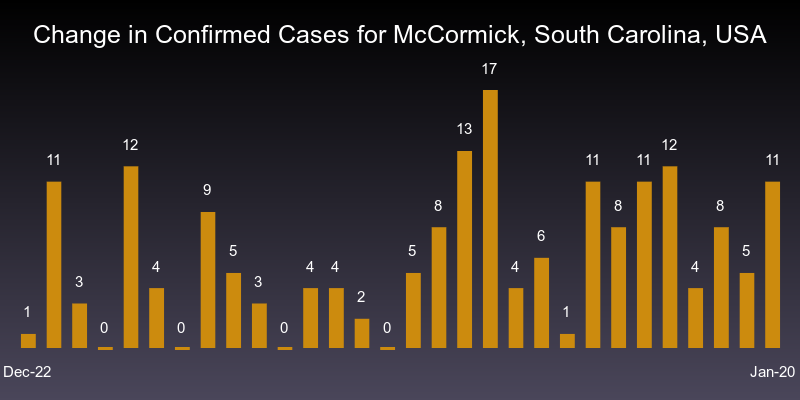 Change in Confirmed Cases for McCormick, South Carolina, USA
1 11 3 0 12 4 0 9 5 3 0 4 4 2 0 5 8 13 17 4 6 1 11 8 11 12 4 8 5 11
Dec-22 Jan-20